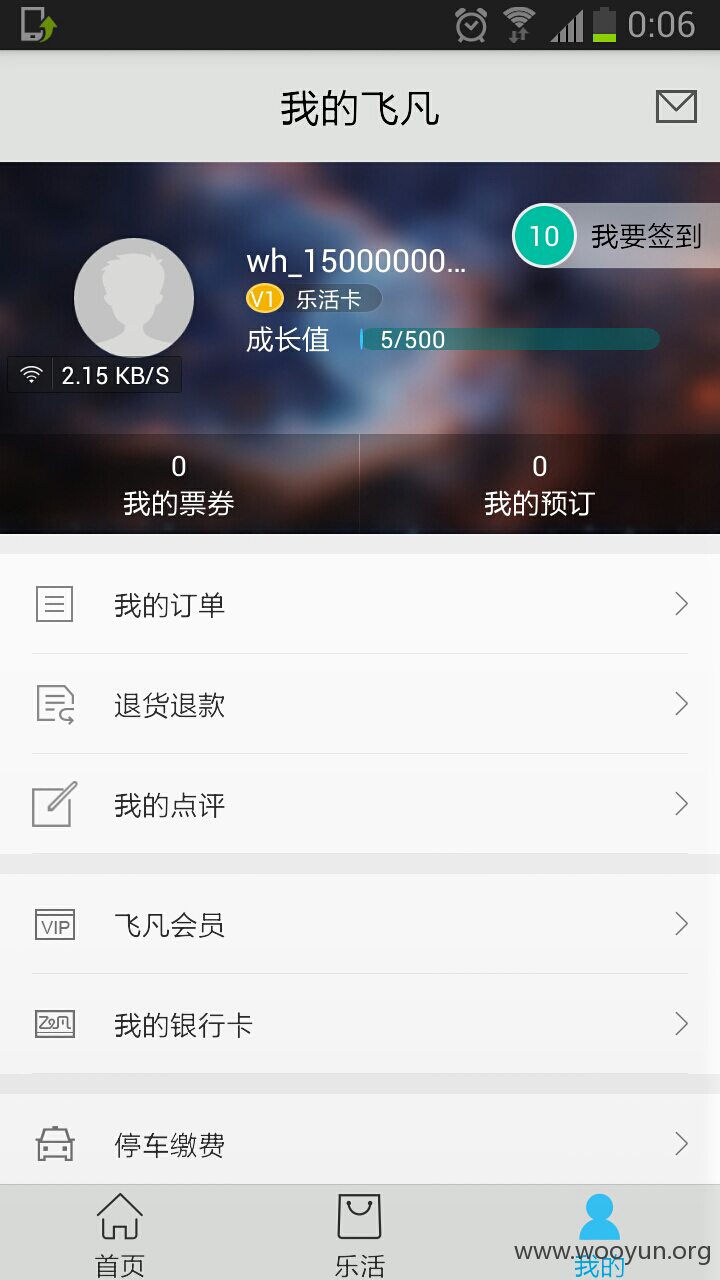 0:06
我的飞凡
10 我要签到
wh_15000000...
V1 乐活卡
成长值 5/500
2.15 KB/S
0 0
我的票券 我的预订
我的订单
退货退款
我的点评
VIP 飞凡会员
我的银行卡
停车缴费
首页 乐活 我的
www.wooyun.org